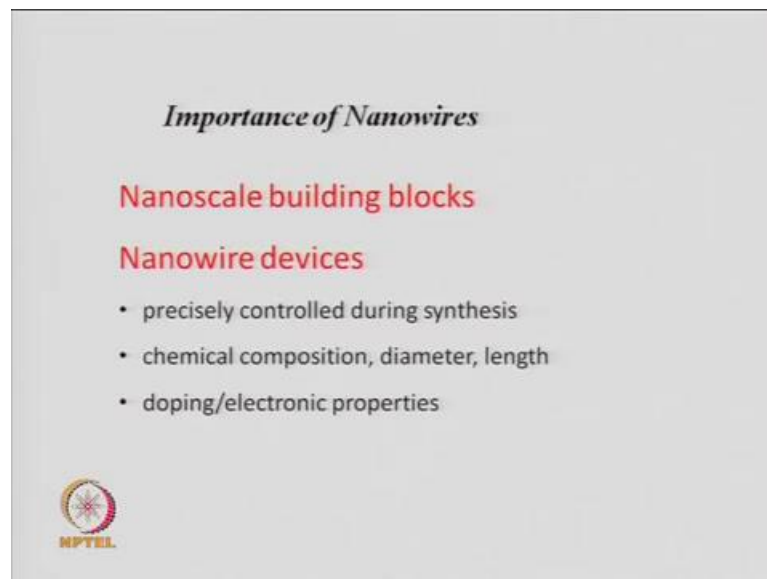 Importance of Nanowires
Nanoscale building blocks
Nanowire devices
• precisely controlled during synthesis
• chemical composition, diameter, length
• doping/electronic properties
NPTEL